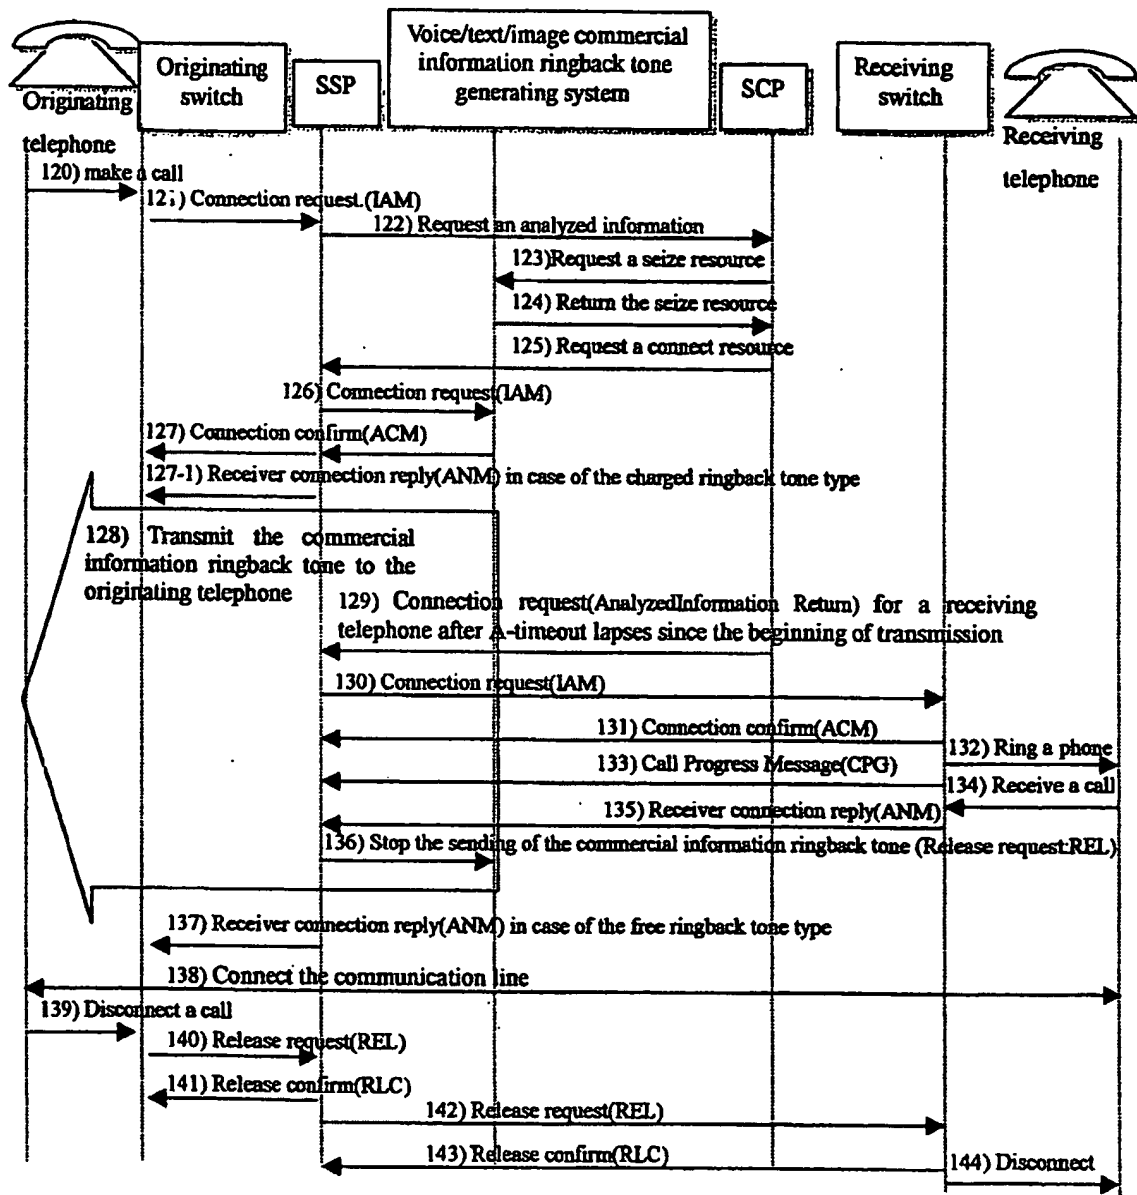 Originating
telephone
Originating
switch
SSP
Voice/text/image commercial
information ringback tone
generating system
SCP
Receiving
switch
Receiving
telephone
120) make a call
121) Connection request.(IAM)
122) Request an analyzed information
123)Request a seize resource
124) Return the seize resource
125) Request a connect resource
126) Connection request(IAM)
127) Connection confirm(ACM)
127-1) Receiver connection reply(ANM) in case of the charged ringback tone type
128) Transmit the commercial
information ringback tone to the
originating telephone
129) Connection request(AnalyzedInformation Return) for a receiving
telephone after A-timeout lapses since the beginning of transmission
130) Connection request(IAM)
131) Connection confirm(ACM)
132) Ring a phone
133) Call Progress Message(CPG)
134) Receive a call
135) Receiver connection reply(ANM)
136) Stop the sending of the commercial information ringback tone (Release request:REL)
137) Receiver connection reply(ANM) in case of the free ringback tone type
138) Connect the communication line
139) Disconnect a call
140) Release request(REL)
141) Release confirm(RLC)
142) Release request(REL)
143) Release confirm(RLC)
144) Disconnect